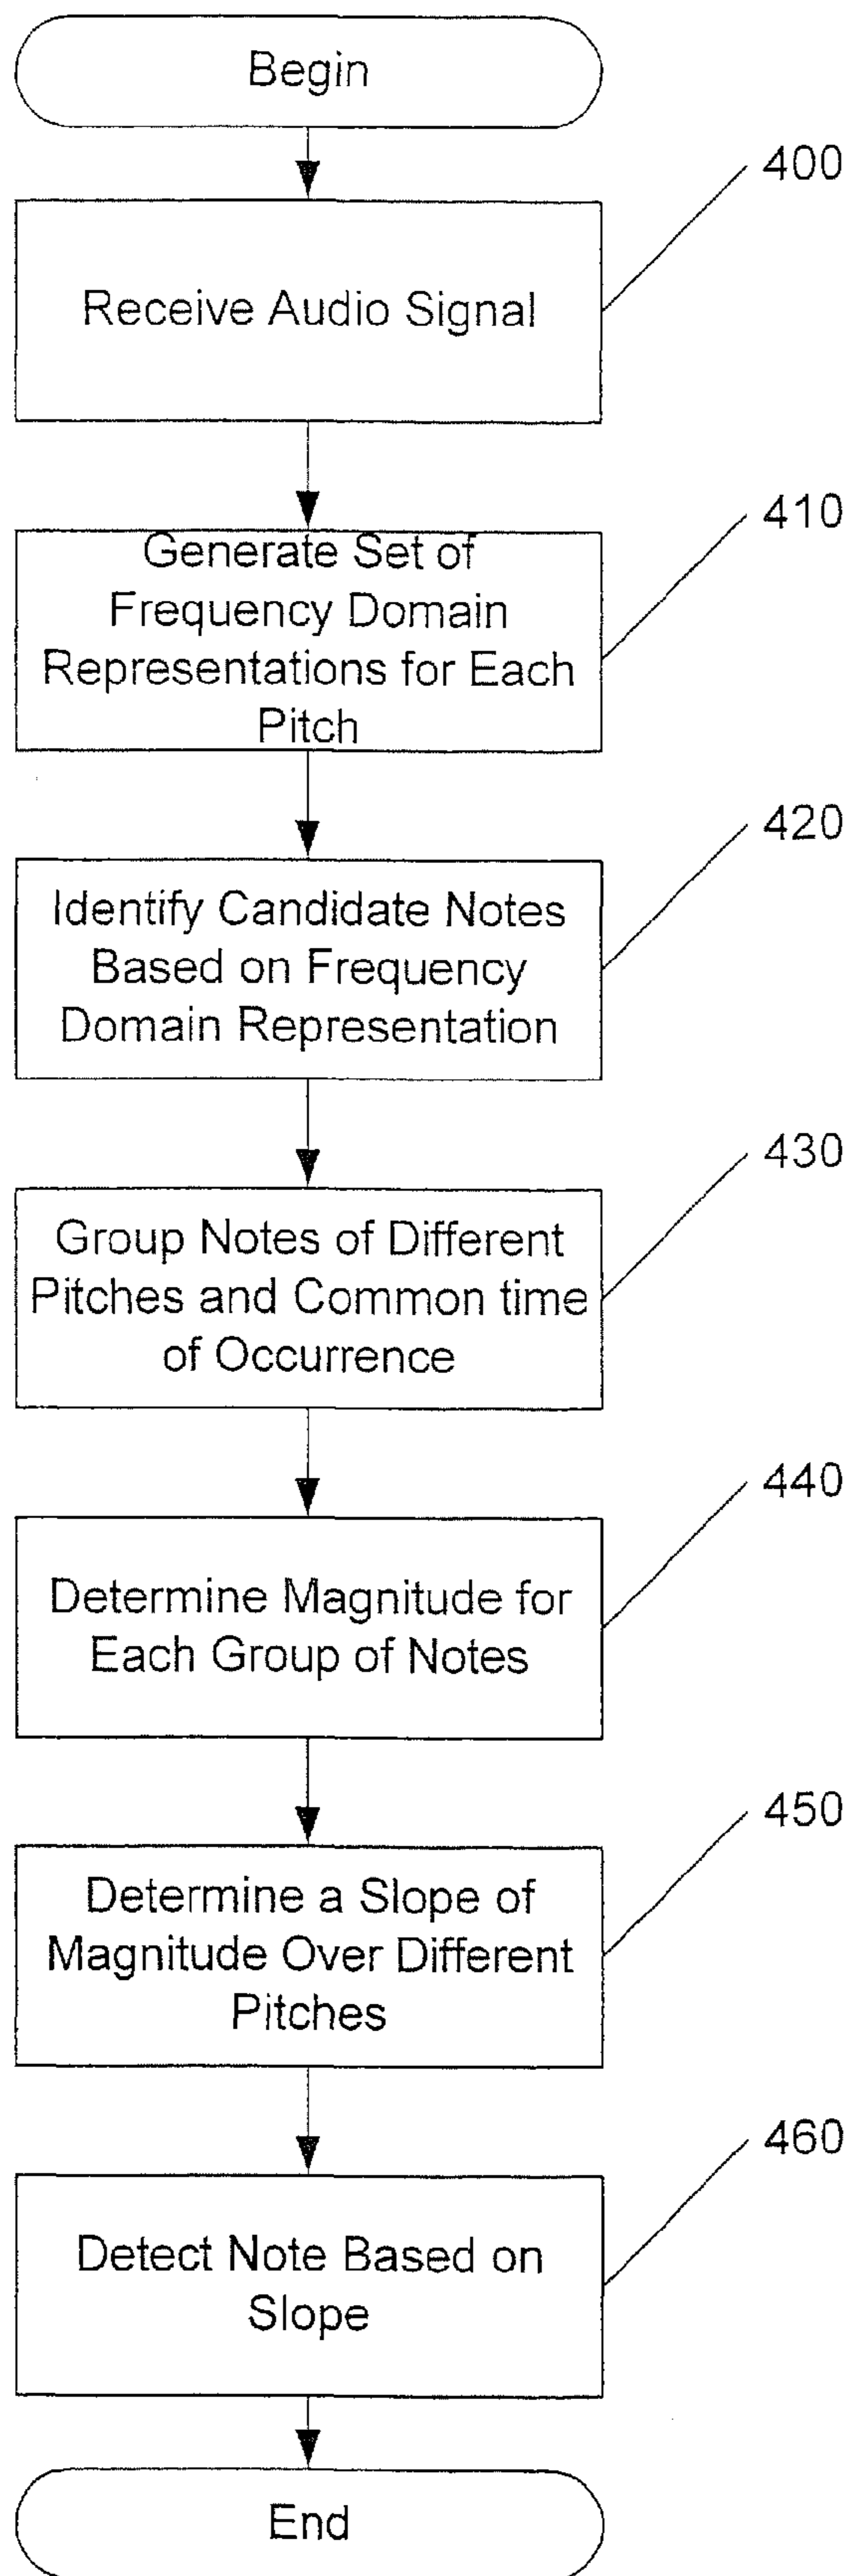 Begin
400
Receive Audio Signal
410
Generate Set of
Frequency Domain
Representations for Each
Pitch
420
Identify Candidate Notes
Based on Frequency
Domain Representation
430
Group Notes of Different
Pitches and Common time
of Occurrence
440
Determine Magnitude for
Each Group of Notes
450
Determine a Slope of
Magnitude Over Different
Pitches
460
Detect Note Based on
Slope
End